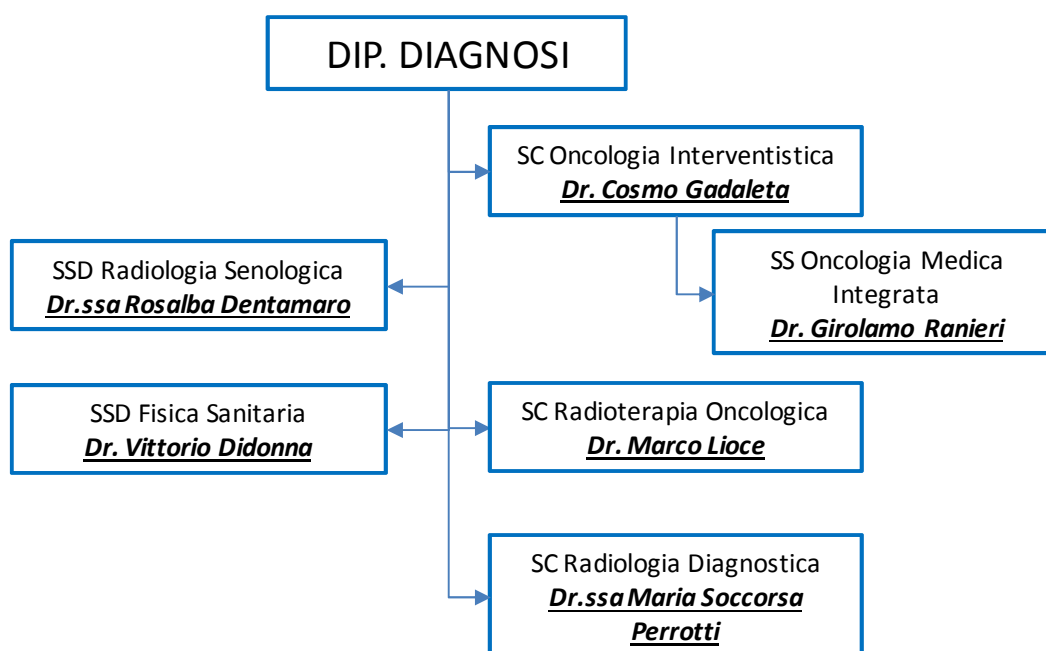 DIP. DIAGNOSI
SC Oncologia Interventistica
Dr. Cosmo Gadaleta
SS Oncologia Medica
Integrata
Dr. Girolamo Ranieri
SSD Radiologia Senologica
Dr.ssa Rosalba Dentamaro
SSD Fisica Sanitaria
Dr. Vittorio Didonna
SC Radioterapia Oncologica
Dr. Marco Lioce
SC Radiologia Diagnostica
Dr.ssa Maria Soccorsa
Perrotti